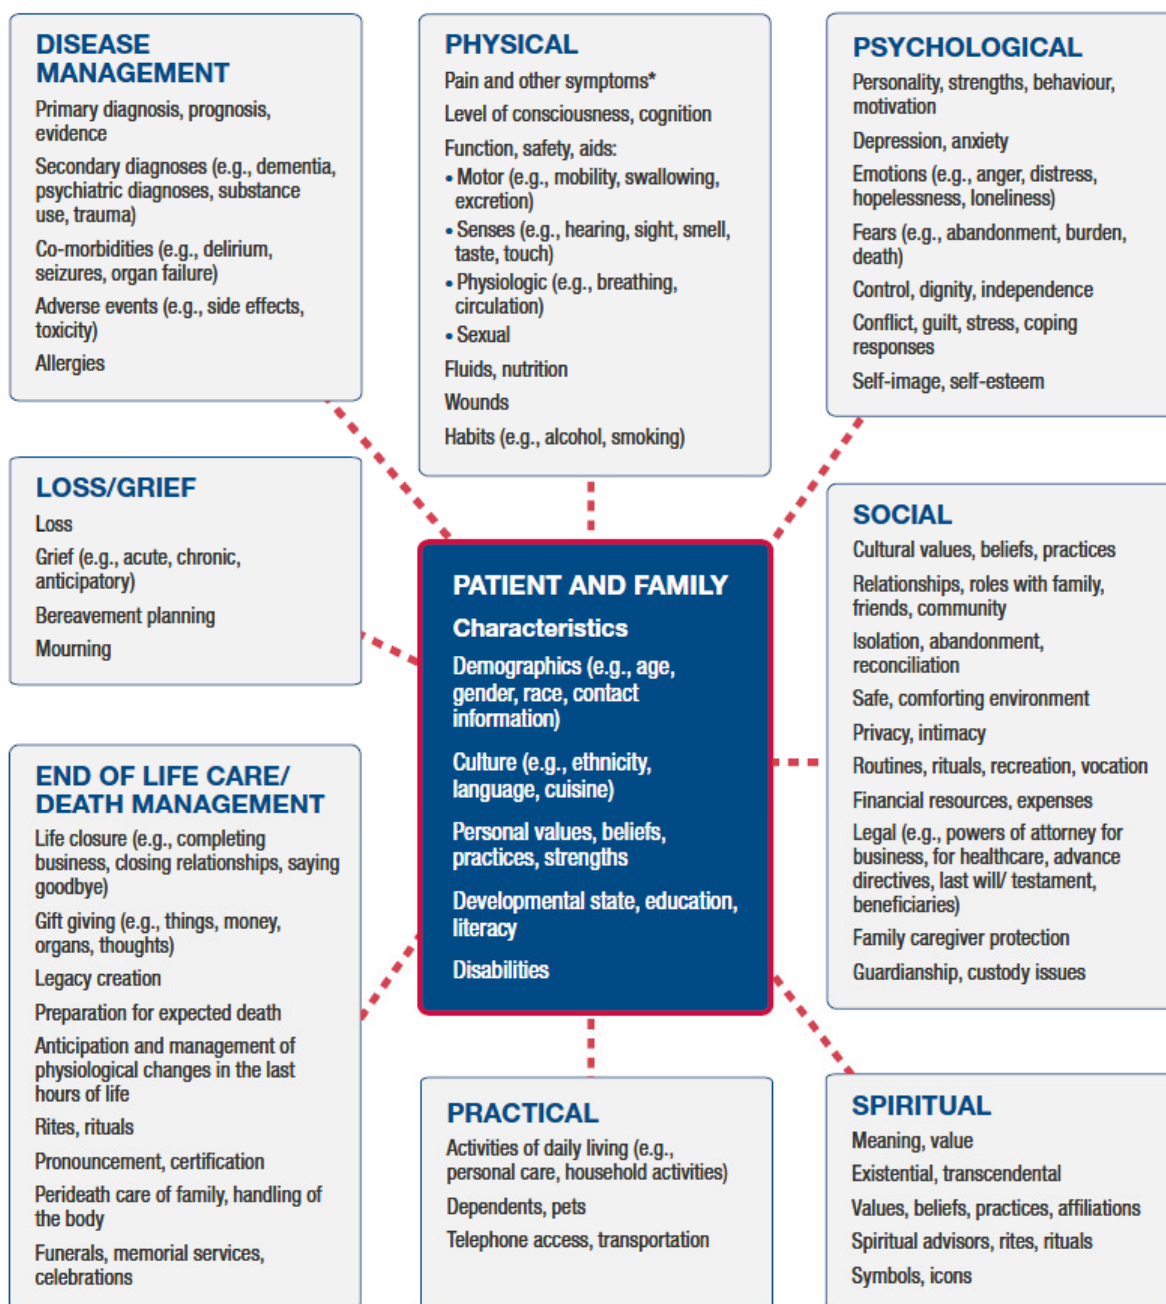 DISEASE
MANAGEMENT
Primary diagnosis, prognosis,
evidence
Secondary diagnoses (e.g., dementia,
psychiatric diagnoses, substance
use, trauma)
Co-morbidities (e.g., delirium,
seizures, organ failure)
Adverse events (e.g., side effects,
toxicity)
Allergies
PHYSICAL
Pain and other symptoms*
Level of consciousness, cognition
Function, safety, aids:
• Motor (e.g., mobility, swallowing,
excretion)
• Senses (e.g., hearing, sight, smell,
taste, touch)
• Physiologic (e.g., breathing,
circulation)
• Sexual
Fluids, nutrition
Wounds
Habits (e.g., alcohol, smoking)
PSYCHOLOGICAL
Personality, strengths, behaviour,
motivation
Depression, anxiety
Emotions (e.g., anger, distress,
hopelessness, loneliness)
Fears (e.g., abandonment, burden,
death)
Control, dignity, independence
Conflict, guilt, stress, coping
responses
Self-image, self-esteem
LOSS/GRIEF
Loss
Grief (e.g., acute, chronic,
anticipatory)
Bereavement planning
Mourning
PATIENT AND FAMILY
Characteristics
Demographics (e.g., age,
gender, race, contact
information)
Culture (e.g., ethnicity,
language, cuisine)
Personal values, beliefs,
practices, strengths
Developmental state, education,
literacy
Disabilities
SOCIAL
Cultural values, beliefs, practices
Relationships, roles with family,
friends, community
Isolation, abandonment,
reconciliation
Safe, comforting environment
Privacy, intimacy
Routines, rituals, recreation, vocation
Financial resources, expenses
Legal (e.g., powers of attorney for
business, for healthcare, advance
directives, last will/ testament,
beneficiaries)
Family caregiver protection
Guardianship, custody issues
END OF LIFE CARE/
DEATH MANAGEMENT
Life closure (e.g., completing
business, closing relationships, saying
goodbye)
Gift giving (e.g., things, money,
organs, thoughts)
Legacy creation
Preparation for expected death
Anticipation and management of
physiological changes in the last
hours of life
Rites, rituals
Pronouncement, certification
Perideath care of family, handling of
the body
Funerals, memorial services,
celebrations
PRACTICAL
Activities of daily living (e.g.,
personal care, household activities)
Dependents, pets
Telephone access, transportation
SPIRITUAL
Meaning, value
Existential, transcendental
Values, beliefs, practices, affiliations
Spiritual advisors, rites, rituals
Symbols, icons